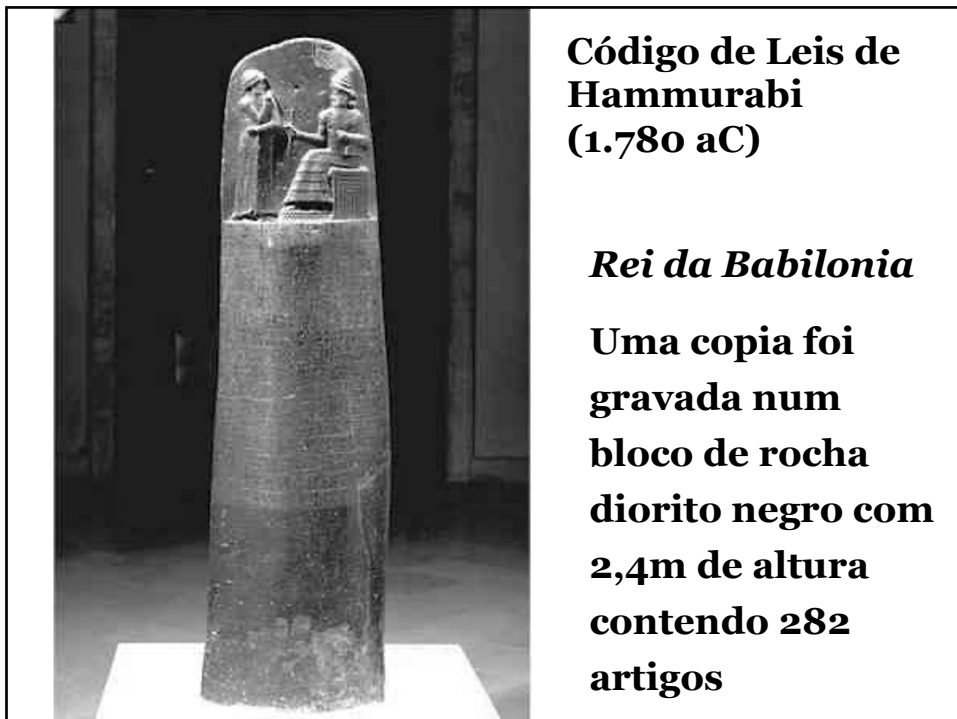 Código de Leis de
Hammurabi
(1.780 aC)
Rei da Babilonia
Uma copia foi
gravada num
bloco de rocha
diorito negro com
2,4m de altura
contendo 282
artigos